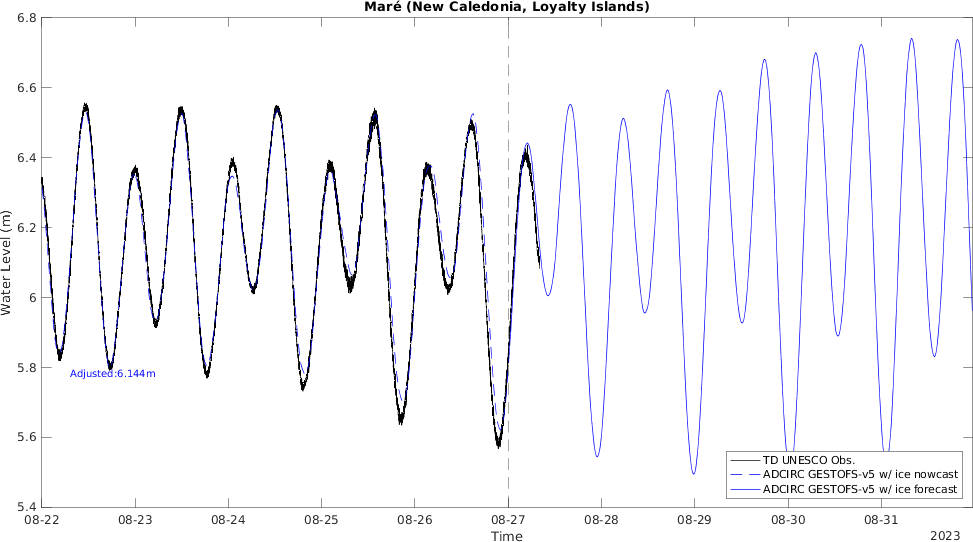 Maré (New Caledonia, Loyalty Islands)
6.8
6.6
6.4
6.2
6
5.8
5.6
5.4
Water Level (m)
Adjusted:6.144m
TD UNESCO Obs.
ADCIRC GESTOFS-v5 w/ ice nowcast
ADCIRC GESTOFS-v5 w/ ice forecast
08-22 08-23 08-24 08-25 08-26 08-27 08-28 08-29 08-30 08-31
Time
2023